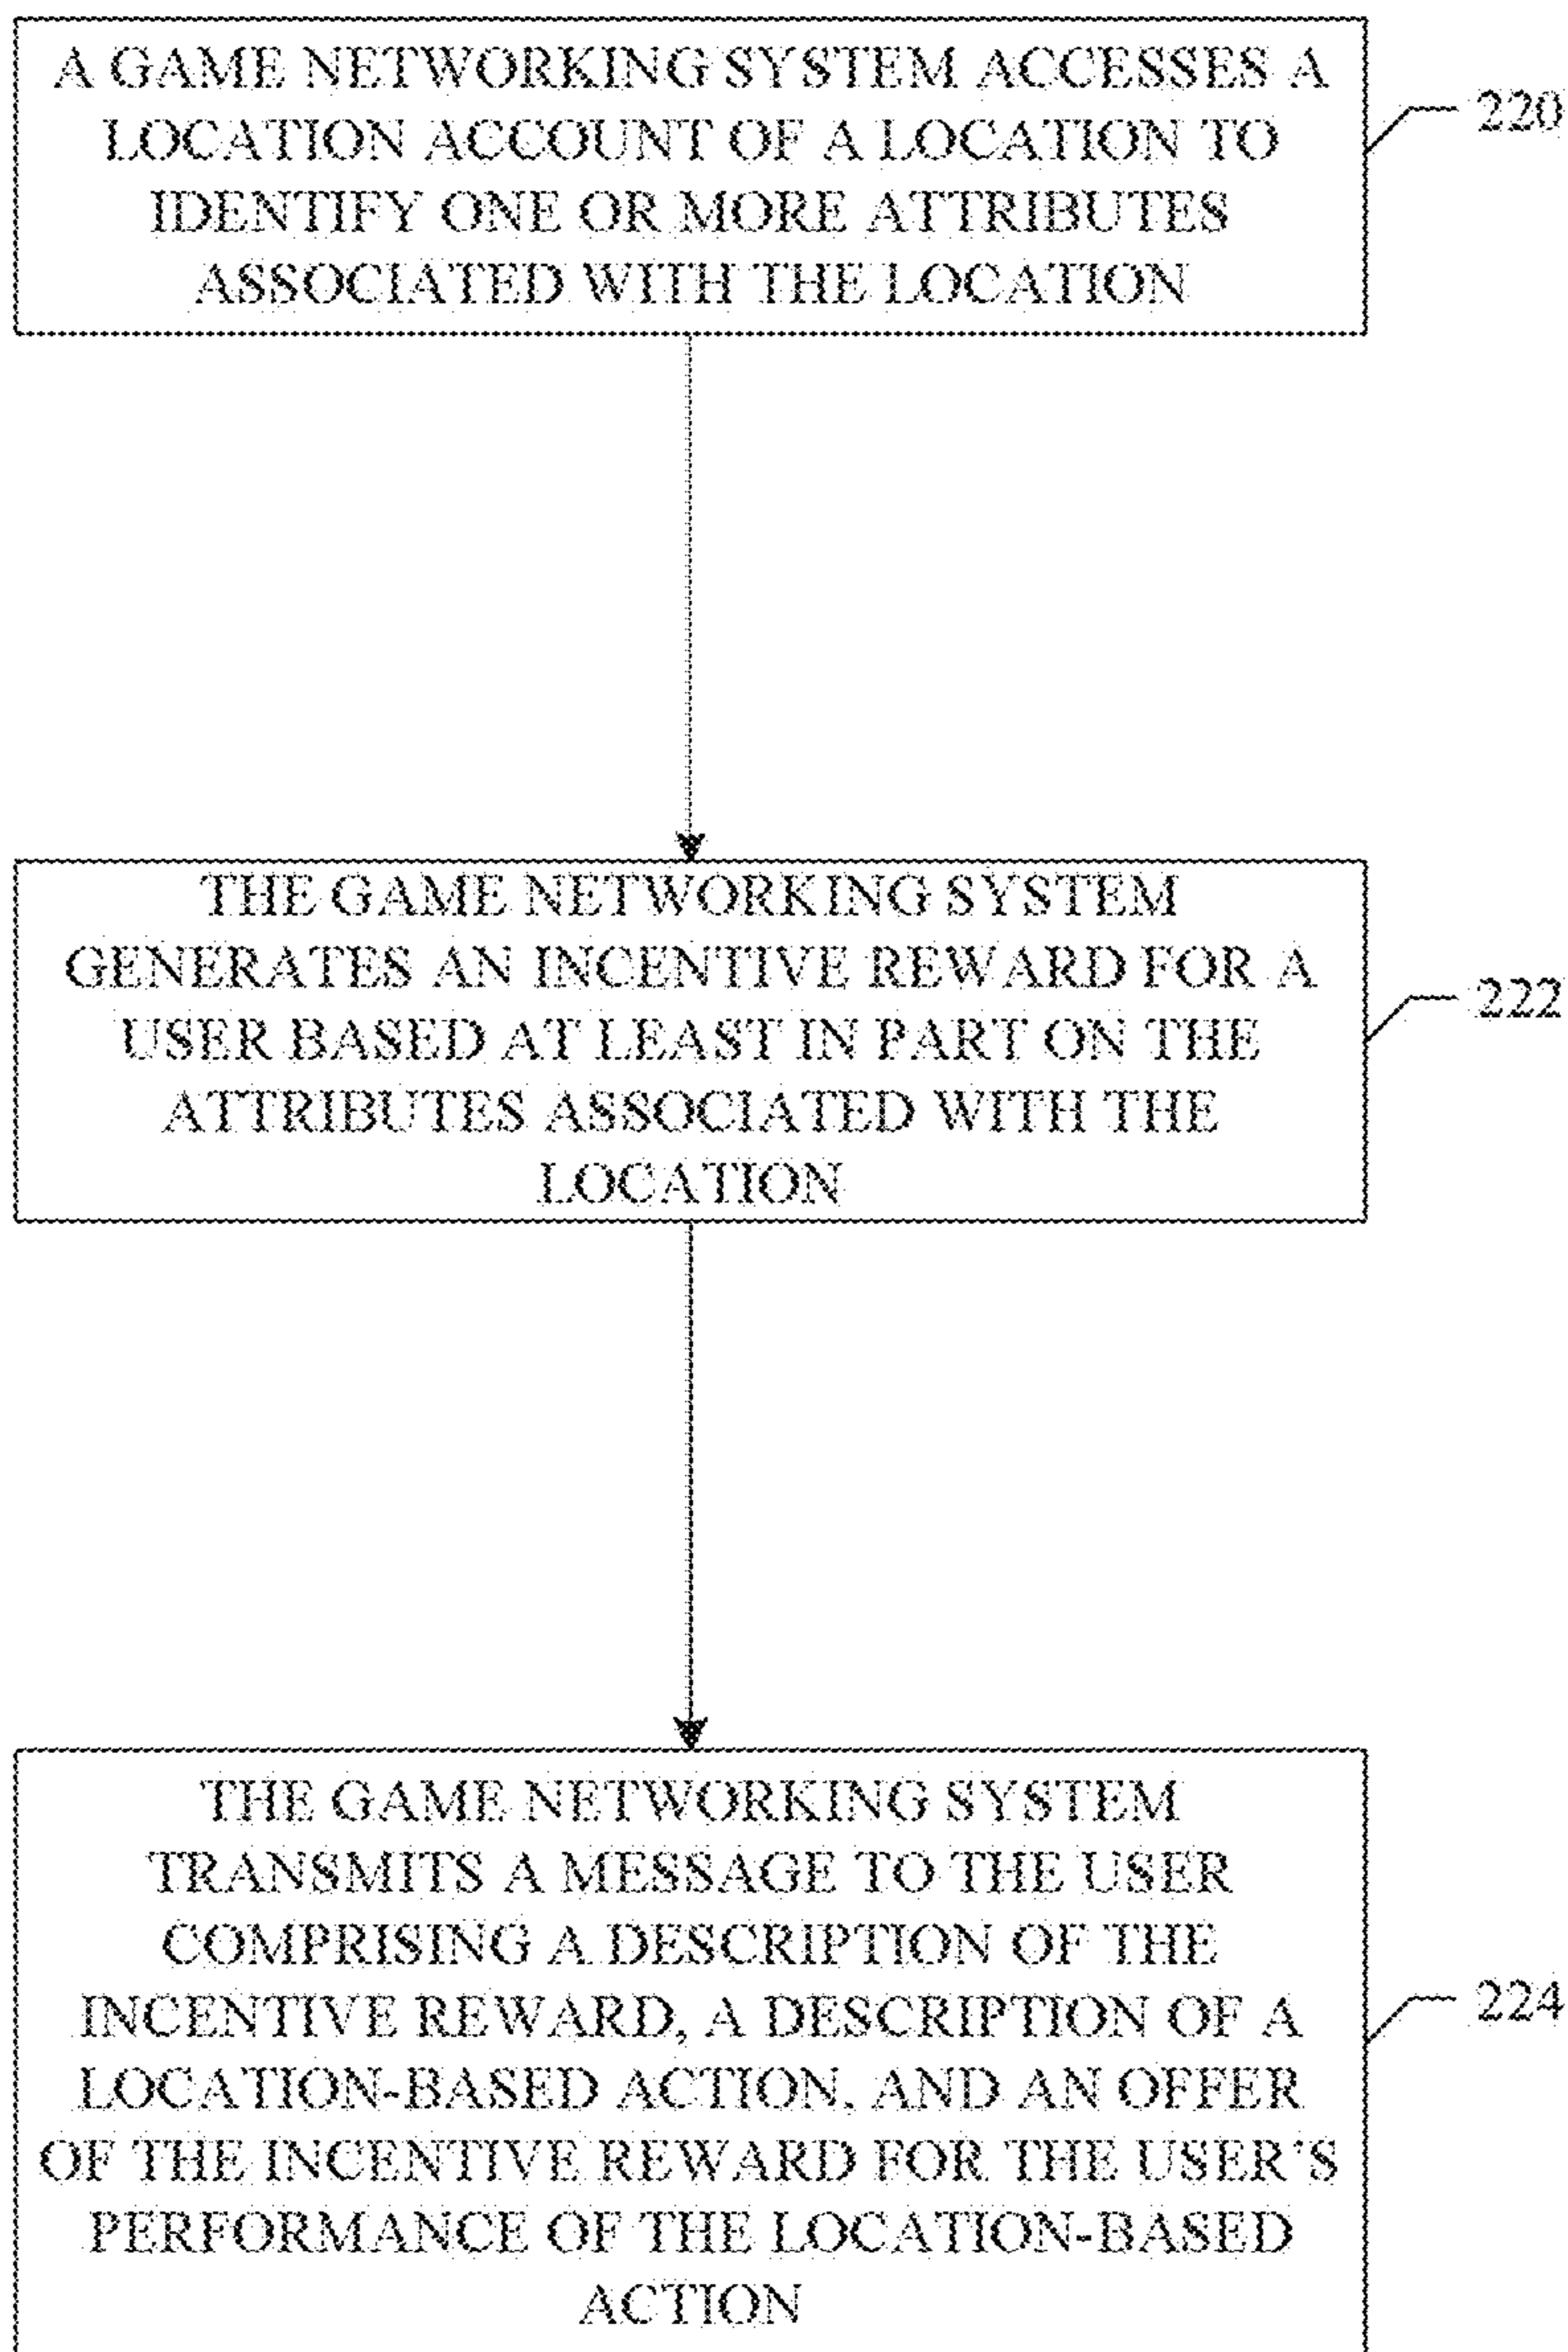 A GAME NETWORKING SYSTEM ACCESSES A
LOCATION ACCOUNT OF A LOCATION TO
IDENTIFY ONE OR MORE ATTRIBUTES
ASSOCIATED WITH THE LOCATION
220
THE GAME NETWORKING SYSTEM
GENERATES AN INCENTIVE REWARD FOR A
USER BASED AT LEAST IN PART ON THE
ATTRIBUTES ASSOCIATED WITH THE
LOCATION
222
THE GAME NETWORKING SYSTEM
TRANSMITS A MESSAGE TO THE USER
COMPRISING A DESCRIPTION OF THE
INCENTIVE REWARD, A DESCRIPTION OF A
LOCATION-BASED ACTION, AND AN OFFER
OF THE INCENTIVE REWARD FOR THE USER'S
PERFORMANCE OF THE LOCATION-BASED
ACTION
224